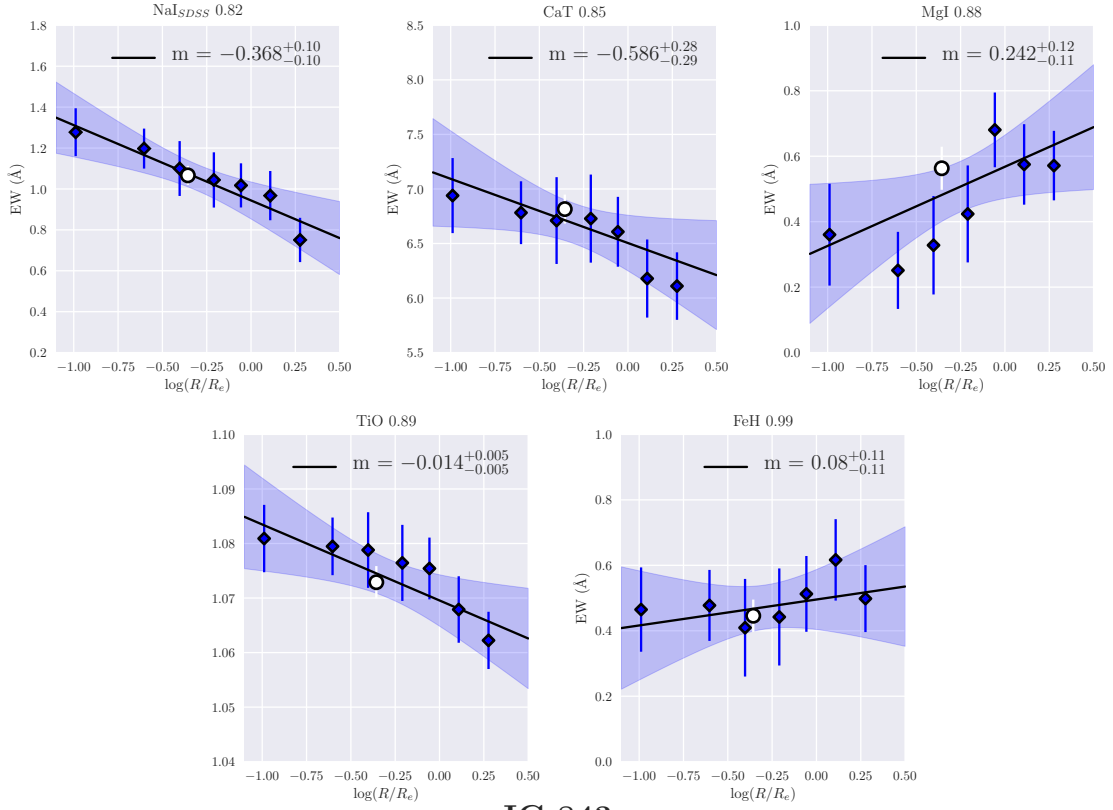 NaI_SDSS 0.82
m = −0.368 +0.10 −0.10
1.8
1.6
1.4
1.2
1.0
0.8
0.6
0.4
0.2
EW (Å)
−1.00 −0.75 −0.50 −0.25 0.00 0.25 0.50
log(R/R_e)
CaT 0.85
m = −0.586 +0.28 −0.29
8.5
8.0
7.5
7.0
6.5
6.0
5.5
EW (Å)
−1.00 −0.75 −0.50 −0.25 0.00 0.25 0.50
log(R/R_e)
MgI 0.88
m = 0.242 +0.12 −0.11
1.0
0.8
0.6
0.4
0.2
0.0
EW (Å)
−1.00 −0.75 −0.50 −0.25 0.00 0.25 0.50
log(R/R_e)
TiO 0.89
m = −0.014 +0.005 −0.005
1.10
1.09
1.08
1.07
1.06
1.05
1.04
−1.00 −0.75 −0.50 −0.25 0.00 0.25 0.50
log(R/R_e)
FeH 0.99
m = 0.08 +0.11 −0.11
1.0
0.8
0.6
0.4
0.2
0.0
EW (Å)
−1.00 −0.75 −0.50 −0.25 0.00 0.25 0.50
log(R/R_e)